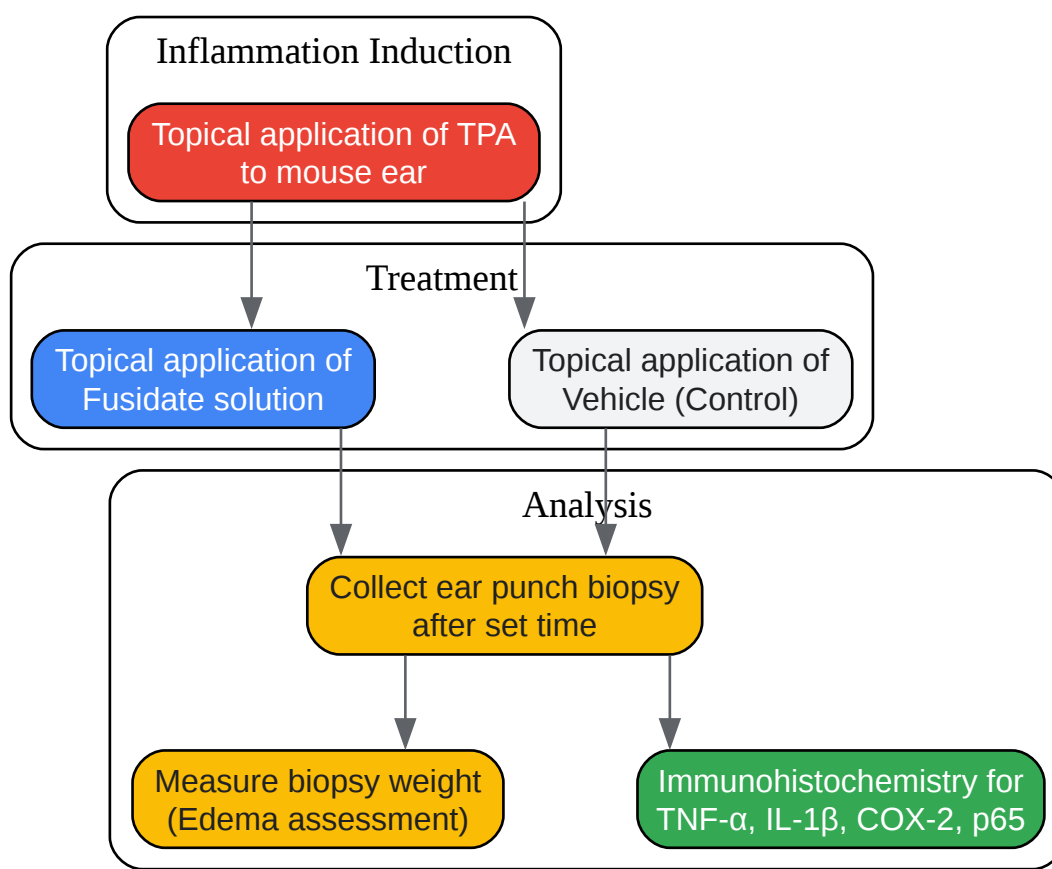 Inflammation Induction
Topical application of TPA
to mouse ear
Treatment
Topical application of
Fusidate solution
Topical application of
Vehicle (Control)
Analysis
Collect ear punch biopsy
after set time
Measure biopsy weight
(Edema assessment)
Immunohistochemistry for
TNF-α, IL-1β, COX-2, p65